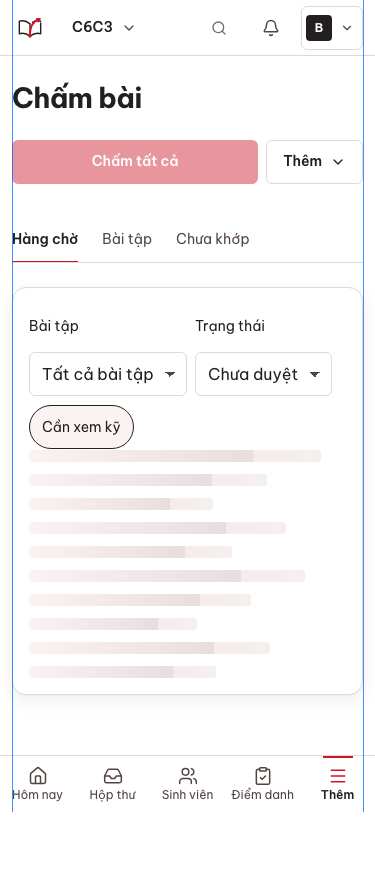 C6C3
B
Chấm bài
Chấm tất cả
Thêm
Hàng chờ
Bài tập
Chưa khớp
Bài tập
Trạng thái
Tất cả bài tập
Chưa duyệt
Cần xem kỹ
Hôm nay
Hộp thư
Sinh viên
Điểm danh
Thêm